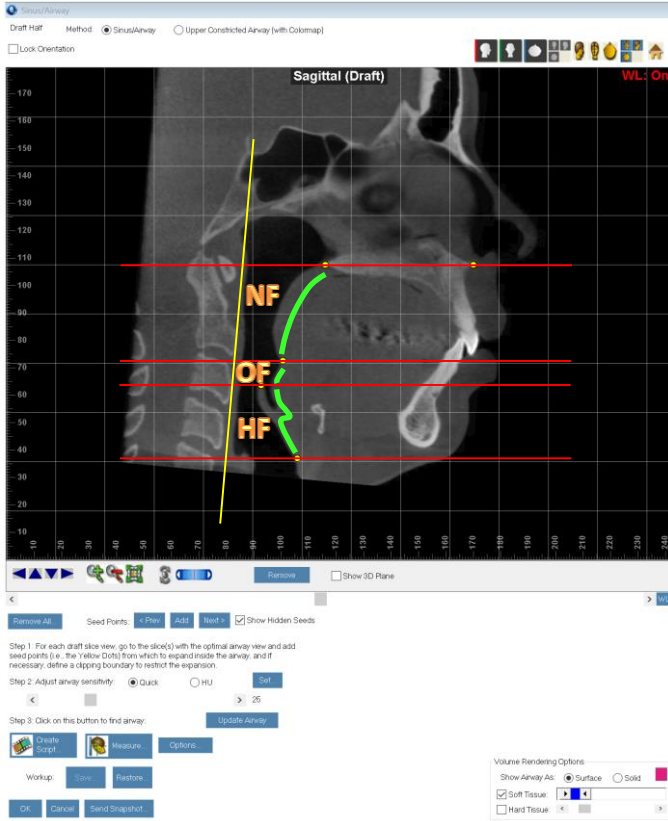 Sinus/Airway
Draft Half Method: Sinus/Airway Upper Constricted Airway (with Colormap)
Lock Orientation
Sagittal (Draft)
WL: On
170
160
150
140
130
120
110
100
90
80
70
60
50
40
30
20
10
NF
OF
HF
10 20 30 40 50 60 70 80 90 100 110 120 130 140 150 160 170 180 190 200 210 220 230 240
Remove Show 3D Plane
Remove All... Seed Points: < Prev Add Next > Show Hidden Seeds
Step 1: For each draft slice view, go to the slice(s) with the optimal airway view and add
seed points (i.e., the Yellow Dots) from which to expand inside the airway, and if
necessary, define a clipping boundary to restrict the expansion.
Step 2: Adjust airway sensitivity: Quick HU Set...
25
Step 3: Click on this button to find airway: Update Airway
Create
Script... Measure... Options...
Workup: Save... Restore...
OK Cancel Send Snapshot...
Volume Rendering Options
Show Airway As: Surface Solid
Soft Tissue:
Hard Tissue: